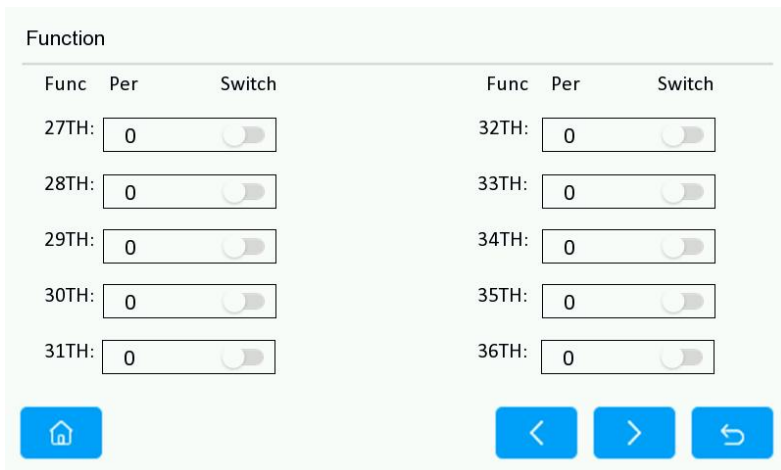 Function
Func Per Switch Func Per Switch
27TH: 0 32TH: 0
28TH: 0 33TH: 0
29TH: 0 34TH: 0
30TH: 0 35TH: 0
31TH: 0 36TH: 0